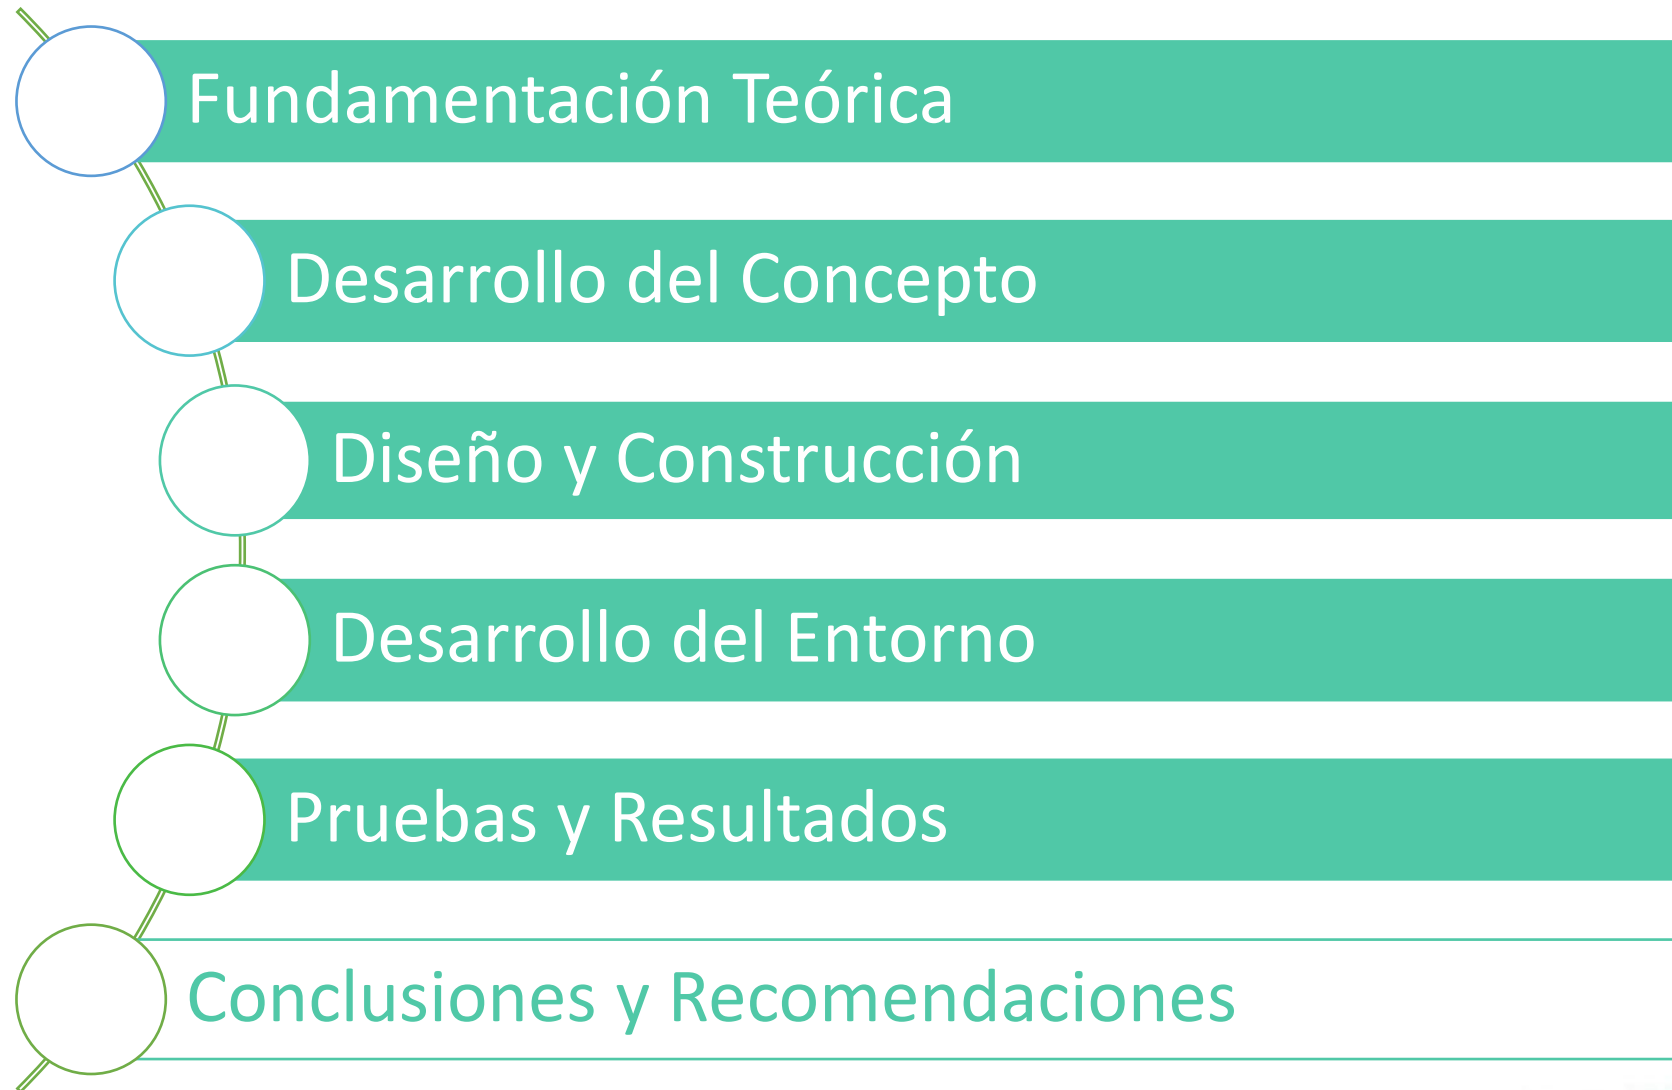 Fundamentación Teórica
Desarrollo del Concepto
Diseño y Construcción
Desarrollo del Entorno
Pruebas y Resultados
Conclusiones y Recomendaciones